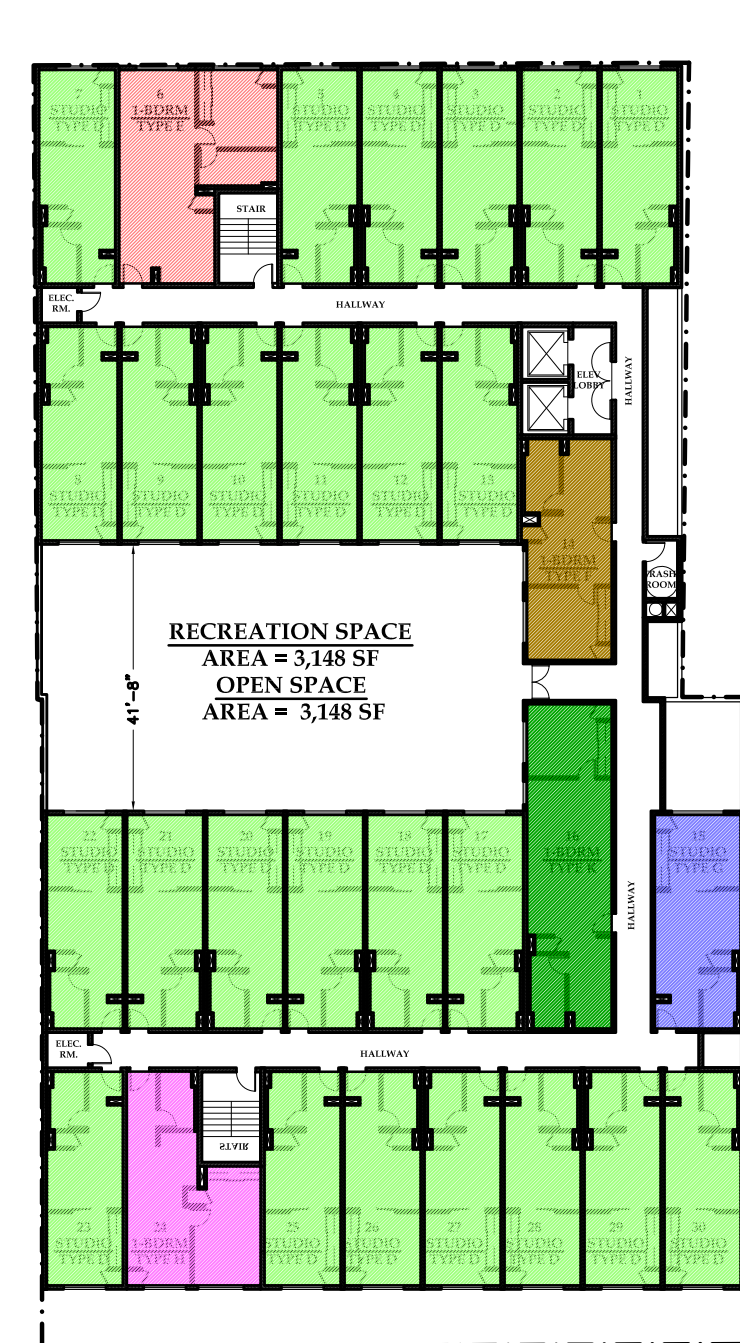 7
STUDIO
TYPE D
6
1-BDRM
TYPE E
5
STUDIO
TYPE D
4
STUDIO
TYPE D
3
STUDIO
TYPE D
2
STUDIO
TYPE D
1
STUDIO
TYPE D
STAIR
ELEC.
RM.
HALLWAY
ELEV.
LOBBY
HALLWAY
8
STUDIO
TYPE D
9
STUDIO
TYPE D
10
STUDIO
TYPE D
11
STUDIO
TYPE D
12
STUDIO
TYPE D
13
STUDIO
TYPE D
14
1-BDRM
TYPE F
TRASH
ROOM
RECREATION SPACE
AREA = 3,148 SF
OPEN SPACE
AREA = 3,148 SF
41'-8"
22
STUDIO
TYPE D
21
STUDIO
TYPE D
20
STUDIO
TYPE D
19
STUDIO
TYPE D
18
STUDIO
TYPE D
17
STUDIO
TYPE D
16
1-BDRM
TYPE K
15
STUDIO
TYPE G
HALLWAY
ELEC.
RM.
HALLWAY
STAIR
23
STUDIO
TYPE D
24
1-BDRM
TYPE H
25
STUDIO
TYPE D
26
STUDIO
TYPE D
27
STUDIO
TYPE D
28
STUDIO
TYPE D
29
STUDIO
TYPE D
30
STUDIO
TYPE D